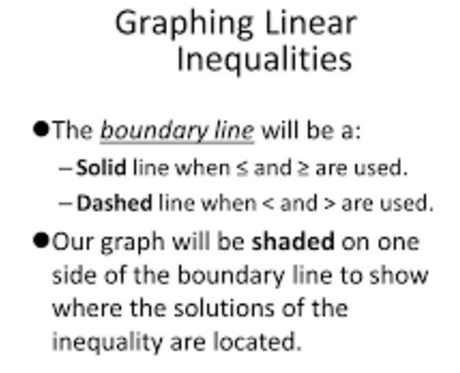 Graphing Linear
Inequalities
●The boundary line will be a:
–Solid line when ≤ and ≥ are used.
–Dashed line when < and > are used.
●Our graph will be shaded on one
side of the boundary line to show
where the solutions of the
inequality are located.